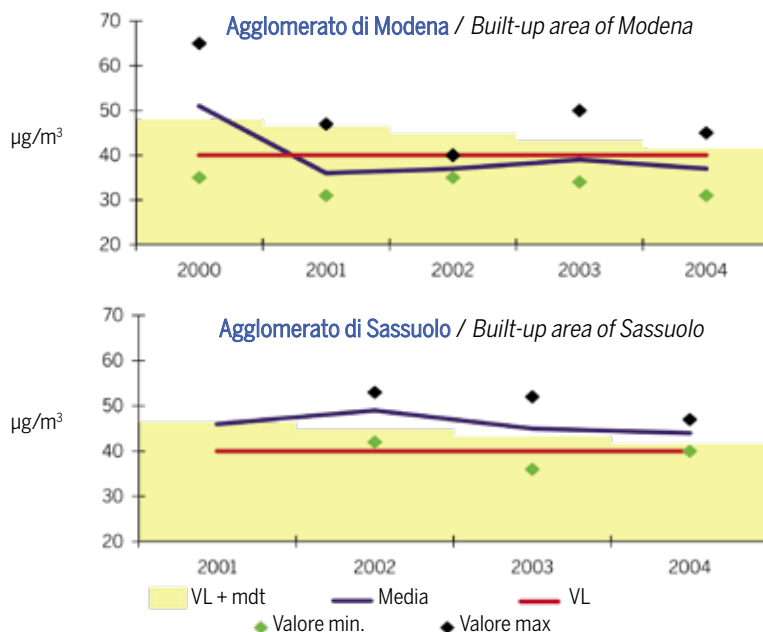 Agglomerato di Modena / Built-up area of Modena
µg/m³
70
60
50
40
30
20
2000 2001 2002 2003 2004
Agglomerato di Sassuolo / Built-up area of Sassuolo
µg/m³
70
60
50
40
30
20
2001 2002 2003 2004
VL + mdt Media VL
Valore min. Valore max